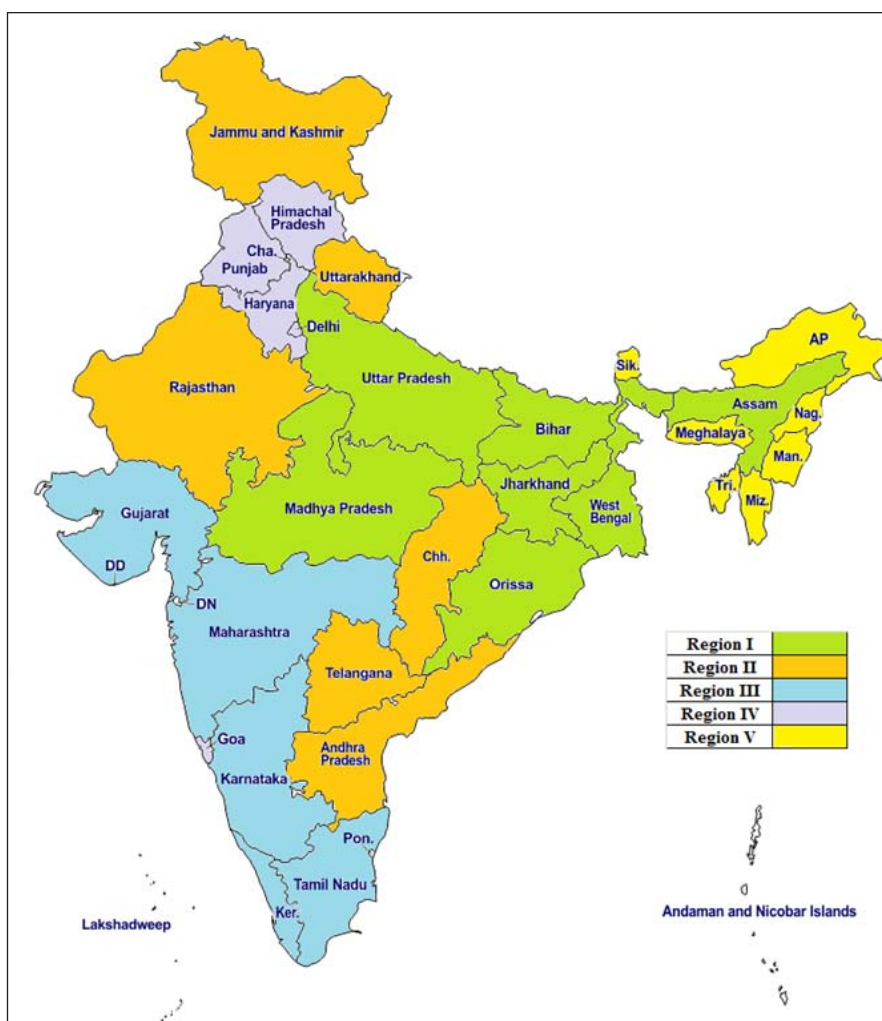 Jammu and Kashmir
Himachal
Pradesh
Cha.
Punjab
Uttarakhand
Haryana
Delhi
Rajasthan
Uttar Pradesh
Sik.
AP
Assam
Nag.
Bihar
Meghalaya
Man.
Jharkhand
Tri.
Miz.
West
Bengal
Gujarat
Madhya Pradesh
Chh.
DD
Orissa
DN
Maharashtra
Telangana
Region I
Region II
Region III
Region IV
Region V
Goa
Andhra
Pradesh
Karnataka
Pon.
Tamil Nadu
Ker.
Lakshadweep
Andaman and Nicobar Islands